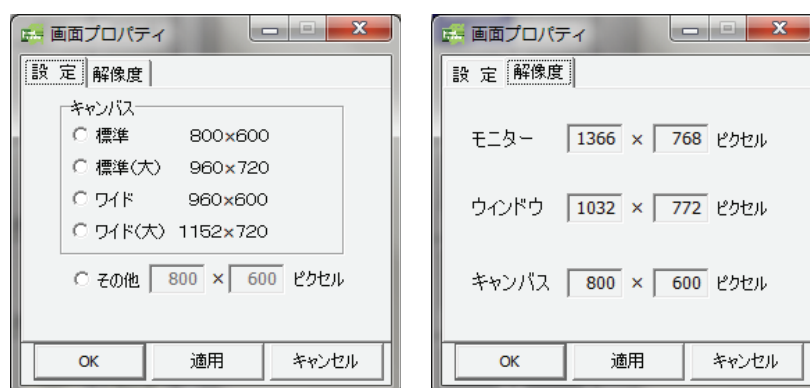 画面プロパティ
設 定 解像度
キャンバス
標準 800×600
標準(大) 960×720
ワイド 960×600
ワイド(大) 1152×720
その他 800 × 600 ピクセル
OK 適用 キャンセル
画面プロパティ
設 定 解像度
モニター 1366 × 768 ピクセル
ウィンドウ 1032 × 772 ピクセル
キャンバス 800 × 600 ピクセル
OK 適用 キャンセル